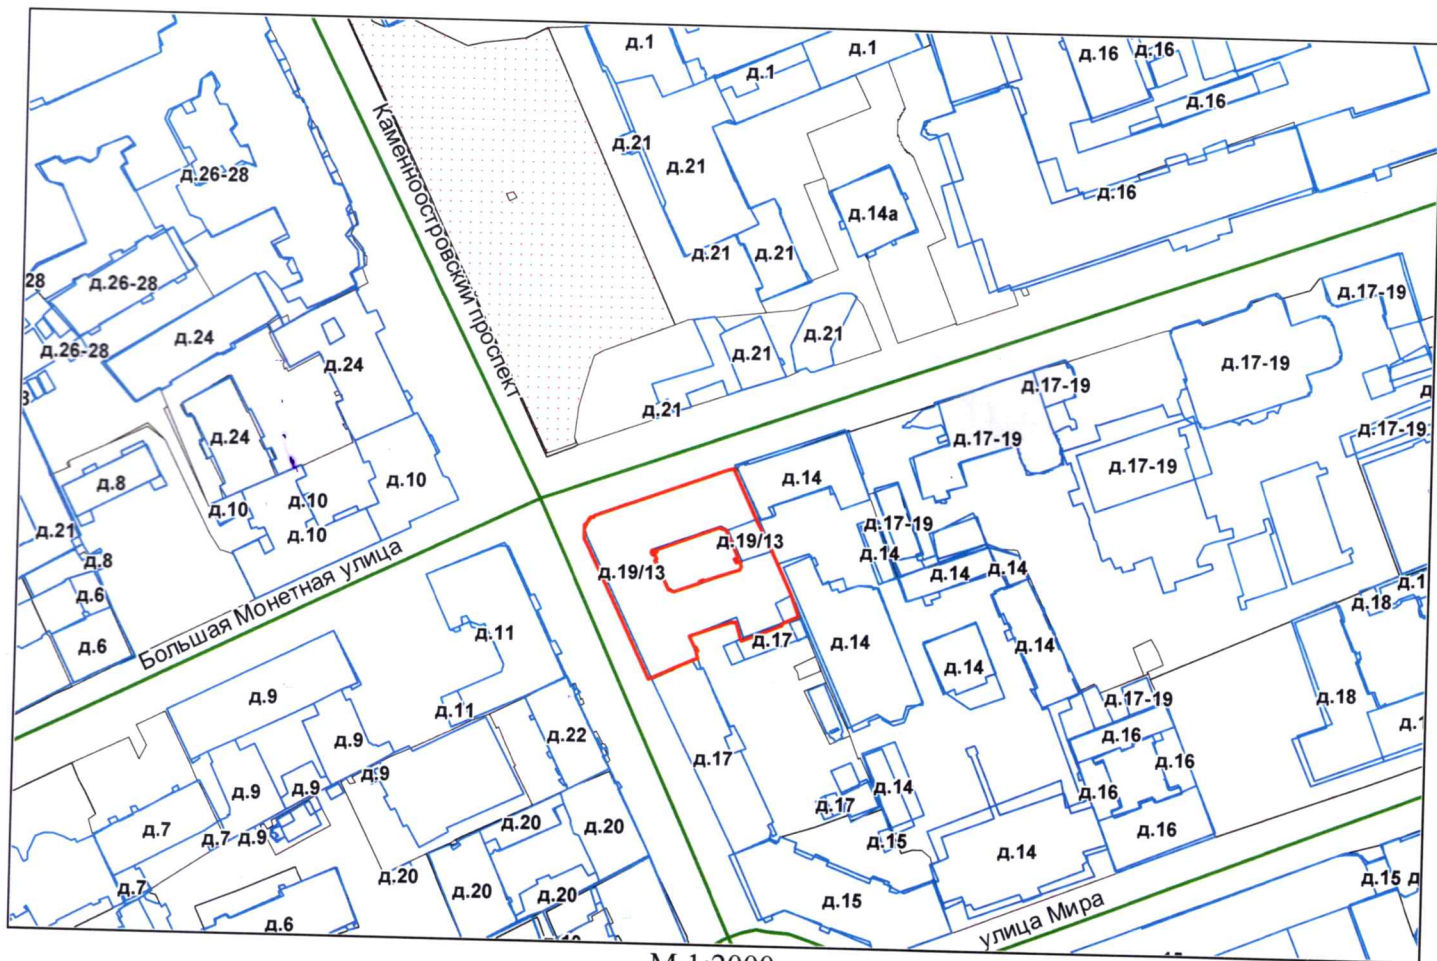 д.1
д.1
д.1
д.16
д.16
д.16
д.16
д.26-28
д.21
д.21
д.14а
д.21
д.21
Каменноостровский проспект
28
д.26-28
д.26-28
д.24
д.24
д.24
д.21
д.21
д.21
д.17-19
д.17-19
д.17-19
д.17-19
д.17-19
д.17-19
д.8
д.10
д.10
д.10
д.10
д.14
д.17-19
д.21
д.8
д.6
д.6
Большая Монетная улица
д.19/13
д.19/13
д.14
д.14
д.14
д.14
д.14
д.14
д.17
д.11
д.11
д.18
д.18
д.17-19
д.16
д.16
д.16
д.16
д.9
д.9
д.9
д.9
д.9
д.9
д.22
д.17
д.17
д.14
д.15
д.14
д.7
д.7
д.7
д.20
д.20
д.20
д.20
д.20
д.6
д.15
д.15
улица Мира
М 1:2000